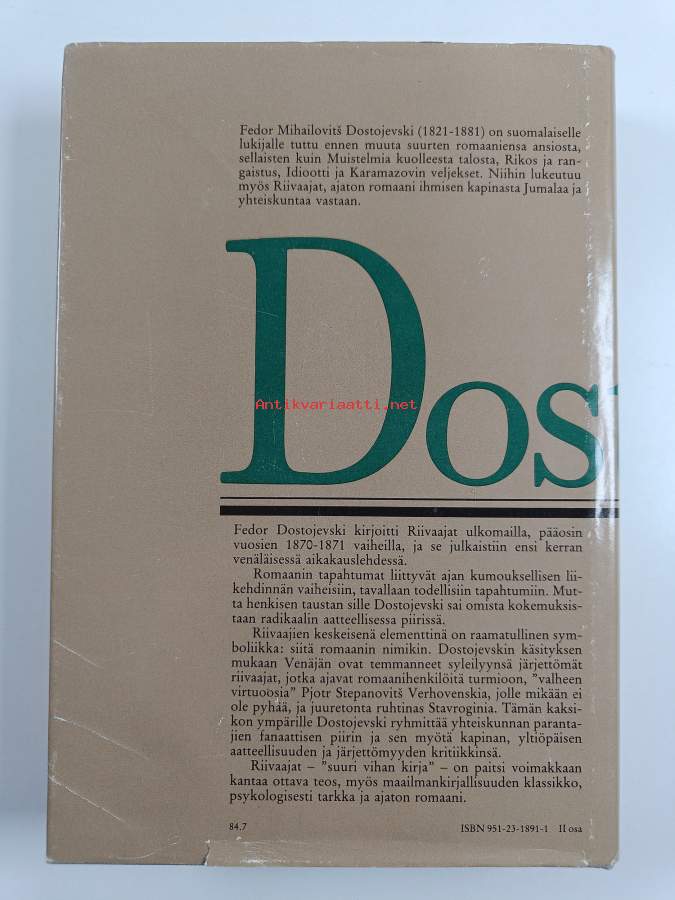 Fedor Mihailovitš Dostojevski (1821-1881) on suomalaiselle
lukijalle tuttu ennen muuta suurten romaaniensa ansiosta,
sellaisten kuin Muistelmia kuolleesta talosta, Rikos ja ran-
gaistus, Idiootti ja Karamazovin veljekset. Niihin lukeutuu
myös Riivaajat, ajaton romaani ihmisen kapinasta Jumalaa ja
yhteiskuntaa vastaan.
Dos
Antikvariaatti.net
Fedor Dostojevski kirjoitti Riivaajat ulkomailla, pääosin
vuosien 1870-1871 vaiheilla, ja se julkaistiin ensi kerran
venäläisessä aikakauslehdessä.
Romaanin tapahtumat liittyvät ajan kumouksellisen lii-
kehdinnän vaiheisiin, tavallaan todellisiin tapahtumiin. Mut-
ta henkisen taustan sille Dostojevski sai omista kokemuksis-
taan radikaalin aatteellisessa piirissä.
Riivaajien keskeisenä elementtinä on raamatullinen sym-
boliikka: siitä romaanin nimikin. Dostojevskin käsityksen
mukaan Venäjän ovat temmanneet syleilyynsä järjettömät
riivaajat, jotka ajavat romaanihenkilöitä turmioon, ”valheen
virtuoosia” Pjotr Stepanovitš Verhovenskia, jolle mikään ei
ole pyhää, ja juuretonta ruhtinas Stavroginia. Tämän kaksi-
kon ympärille Dostojevski ryhmittää yhteiskunnan paranta-
jien fanaattisen piirin ja sen myötä kapinan, yltiöpäisen
aatteellisuuden ja järjettömyyden kritiikkinsä.
Riivaajat – ”suuri vihan kirja” – on paitsi voimakkaan
kantaa ottava teos, myös maailmankirjallisuuden klassikko,
psykologisesti tarkka ja ajaton romaani.
84.7 ISBN 951-23-1891-1 II osa